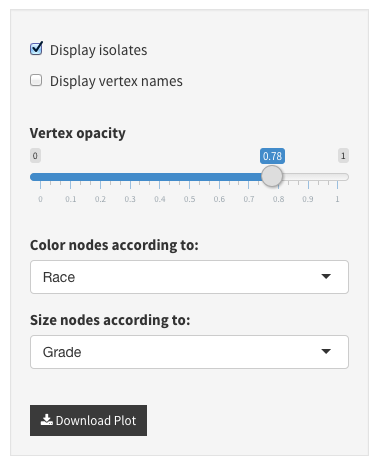 Display isolates
Display vertex names
Vertex opacity
0 0.78 1
0 0.1 0.2 0.3 0.4 0.5 0.6 0.7 0.8 0.9 1
Color nodes according to:
Race
Size nodes according to:
Grade
Download Plot